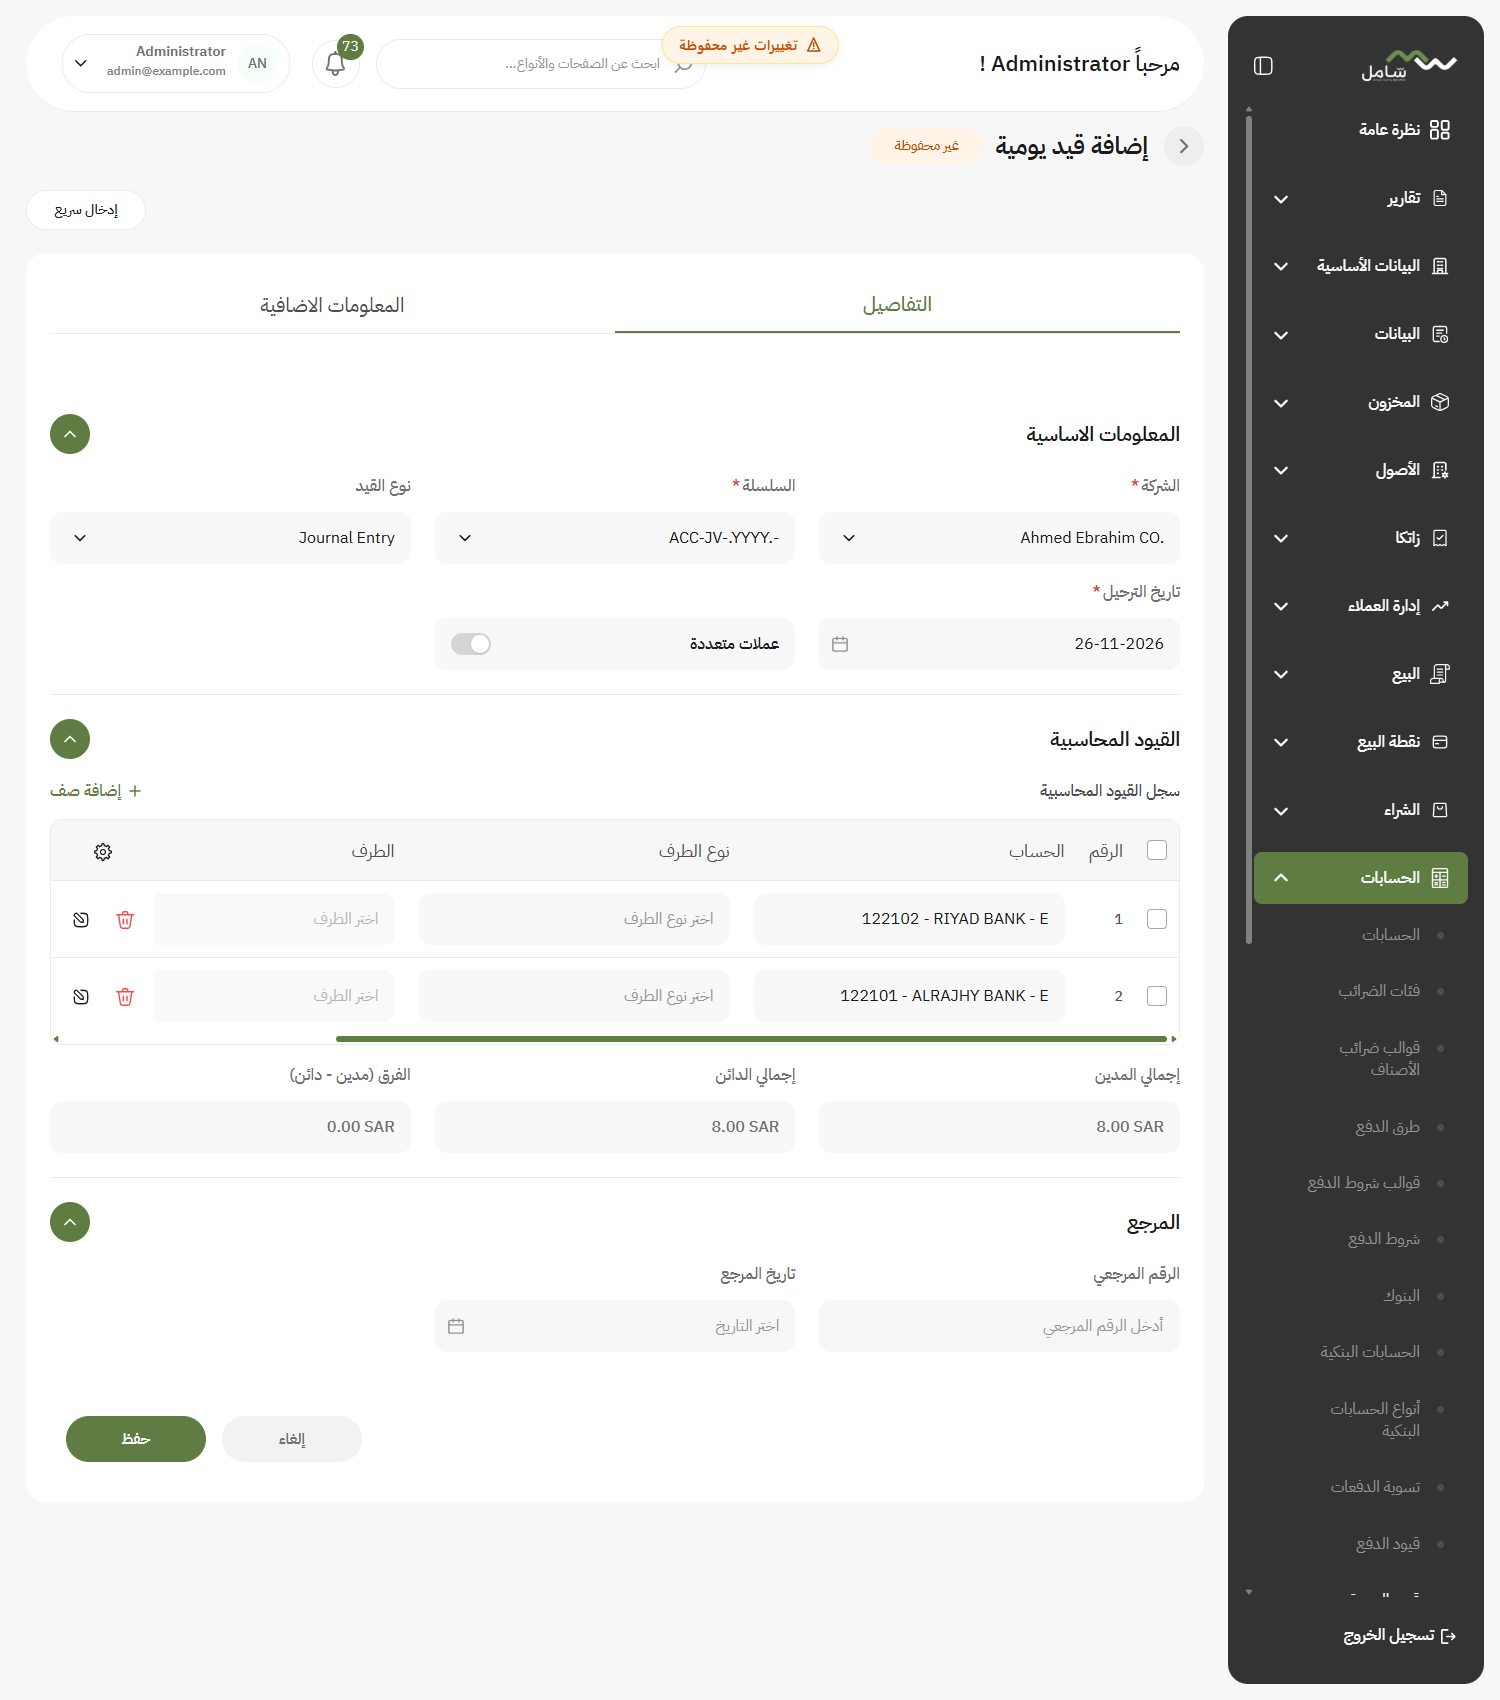 شامل
نظرة عامة
تقارير
البيانات الأساسية
البيانات
المخزون
الأصول
زاتكا
إدارة العملاء
البيع
نقطة البيع
الشراء
الحسابات
الحسابات
فئات الضرائب
قوالب ضرائب
الأصناف
طرق الدفع
قوالب شروط الدفع
شروط الدفع
البنوك
الحسابات البنكية
أنواع الحسابات
البنكية
تسوية الدفعات
قيود الدفع
تسجيل الخروج
مرحباً Administrator !
تغييرات غير محفوظة
ابحث عن الصفحات والأنواع...
73
AN
Administrator
admin@example.com
إضافة قيد يومية
غير محفوظة
إدخال سريع
التفاصيل
المعلومات الاضافية
المعلومات الاساسية
الشركة *
السلسلة *
نوع القيد
Ahmed Ebrahim CO.
ACC-JV-.YYYY.-
Journal Entry
تاريخ الترحيل *
26-11-2026
عملات متعددة
القيود المحاسبية
سجل القيود المحاسبية
+ إضافة صف
الرقم
الحساب
نوع الطرف
الطرف
1
122102 - RIYAD BANK - E
اختر نوع الطرف
اختر الطرف
2
122101 - ALRAJHY BANK - E
اختر نوع الطرف
اختر الطرف
إجمالي المدين
إجمالي الدائن
الفرق (مدين - دائن)
8.00 SAR
8.00 SAR
0.00 SAR
المرجع
الرقم المرجعي
تاريخ المرجع
أدخل الرقم المرجعي
اختر التاريخ
إلغاء
حفظ